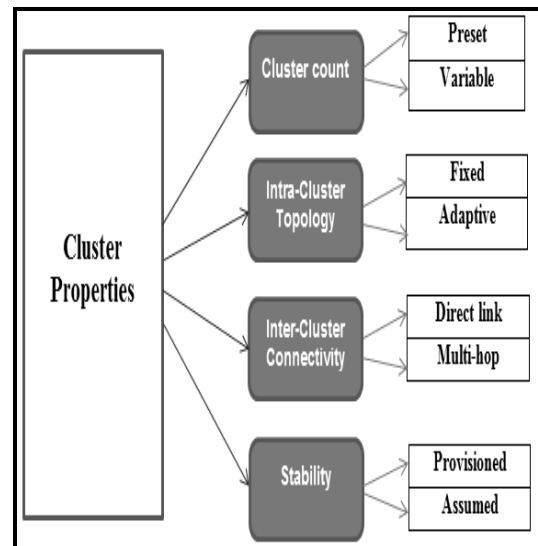 Cluster
Properties
Cluster count
Preset
Variable
Intra-Cluster
Topology
Fixed
Adaptive
Inter-Cluster
Connectivity
Direct link
Multi-hop
Stability
Provisioned
Assumed